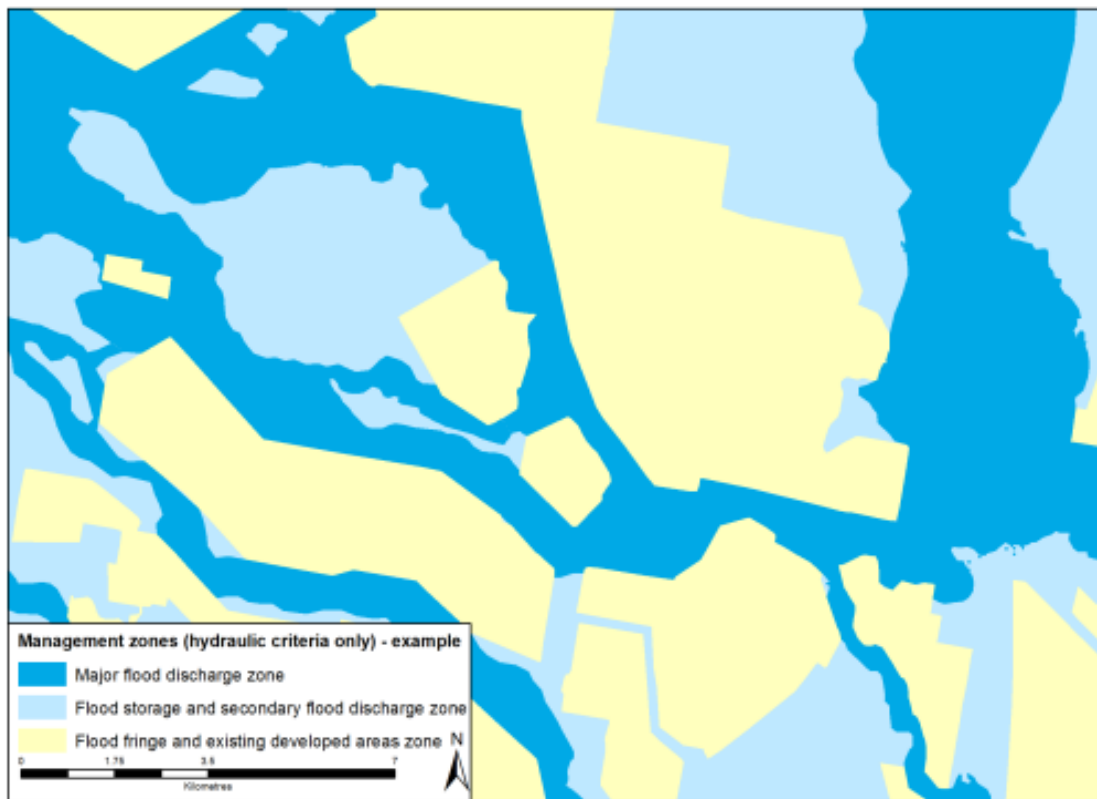 Management zones (hydraulic criteria only) - example
Major flood discharge zone
Flood storage and secondary flood discharge zone
Flood fringe and existing developed areas zone
N
0 1.75 3.5 7
Kilometres